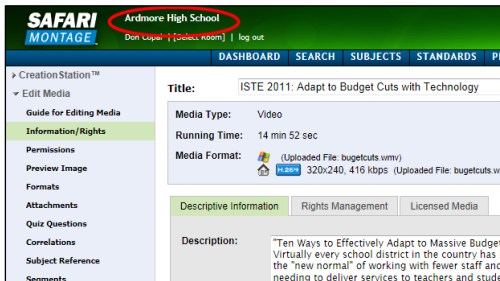 SAFARI
MONTAGE
Ardmore High School
Don Copal | [Select Room] | log out
DASHBOARD SEARCH SUBJECTS STANDARDS
CreationStation™
Edit Media
Guide for Editing Media
Information/Rights
Permissions
Preview Image
Formats
Attachments
Quiz Questions
Correlations
Subject Reference
Segments
Title: ISTE 2011: Adapt to Budget Cuts with Technology
Media Type: Video
Running Time: 14 min 52 sec
Media Format: (Uploaded File: bugetcuts.wmv)
H.264 320x240, 416 kbps (Uploaded File: bugetcuts.w
Descriptive Information Rights Management Licensed Media
Description: "Ten Ways to Effectively Adapt to Massive Budget
Virtually every school district in the country has
the "new normal" of working with fewer staff and
needing to deliver services to teachers and stude